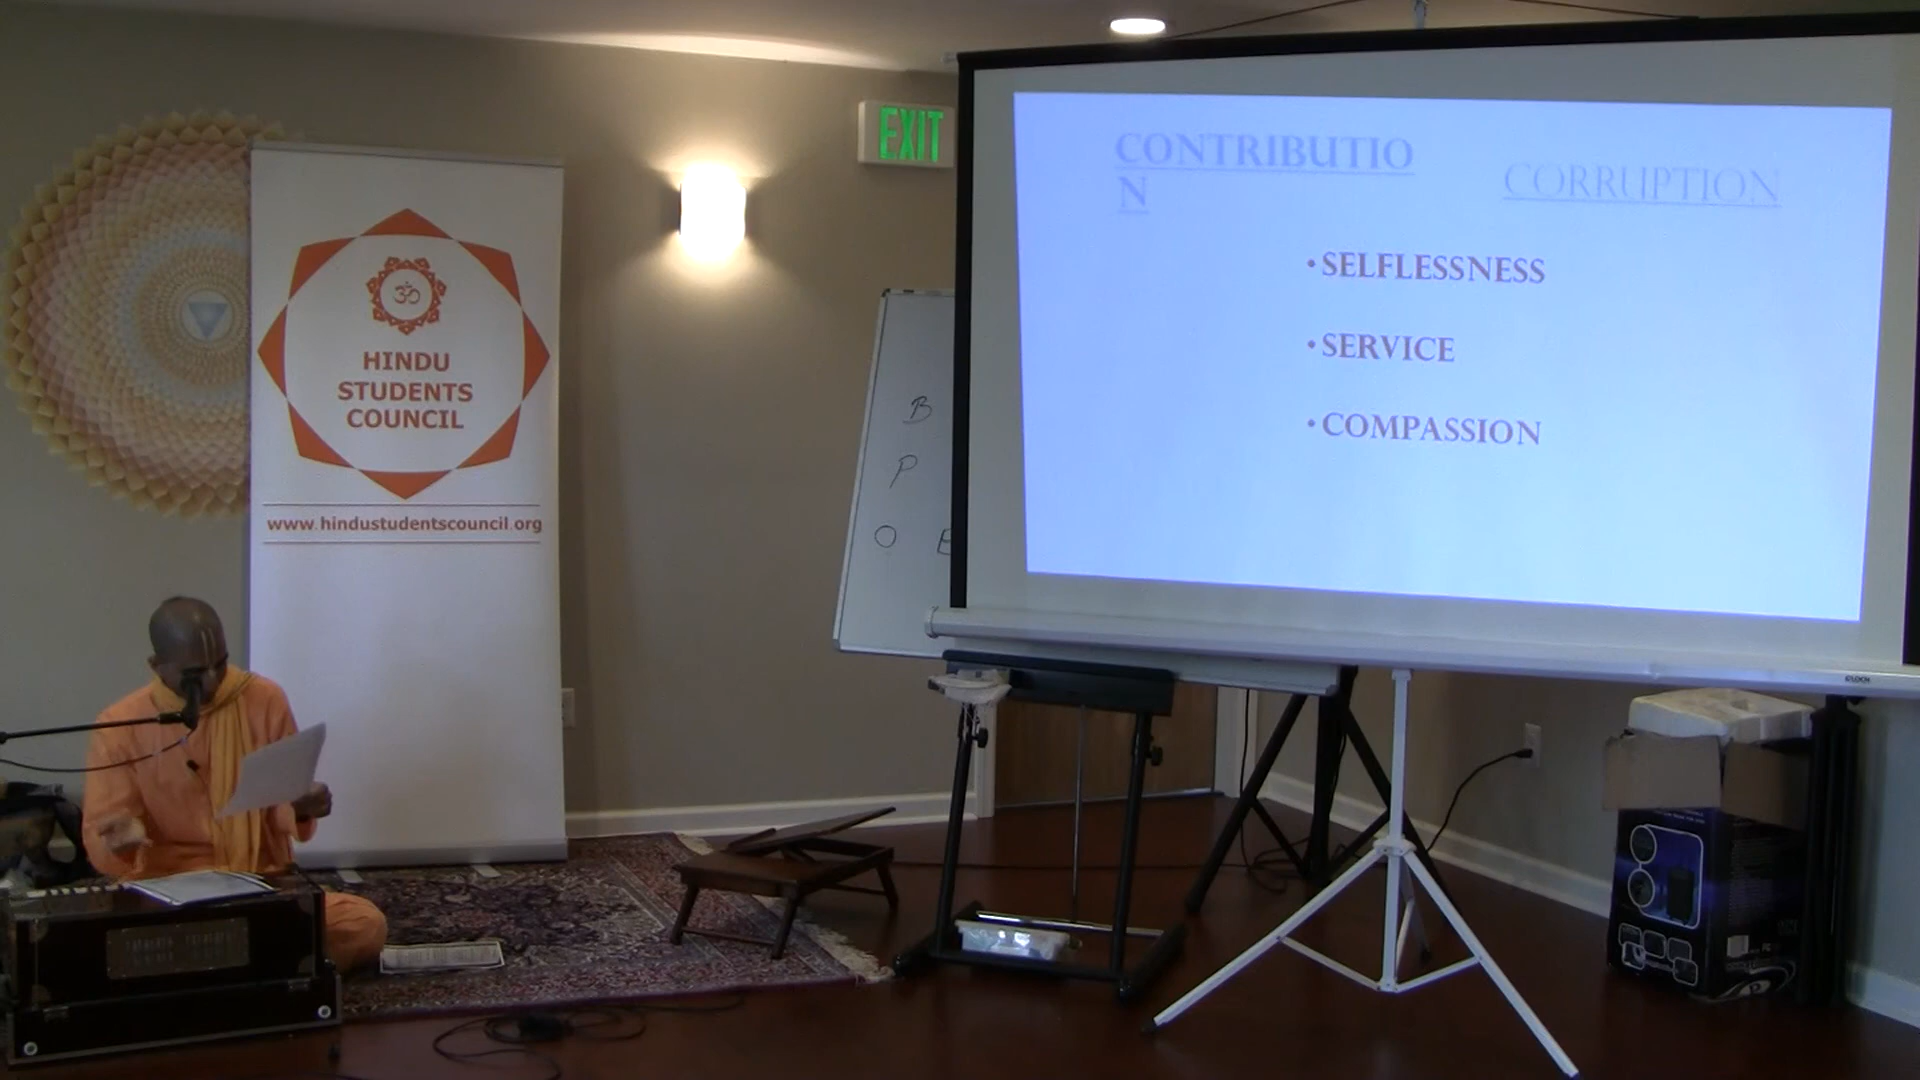 ॐ
HINDU
STUDENTS
COUNCIL
www.hindustudentscouncil.org
EXIT
B
P
O E
CONTRIBUTIO
N
CORRUPTION
• SELFLESSNESS
• SERVICE
• COMPASSION